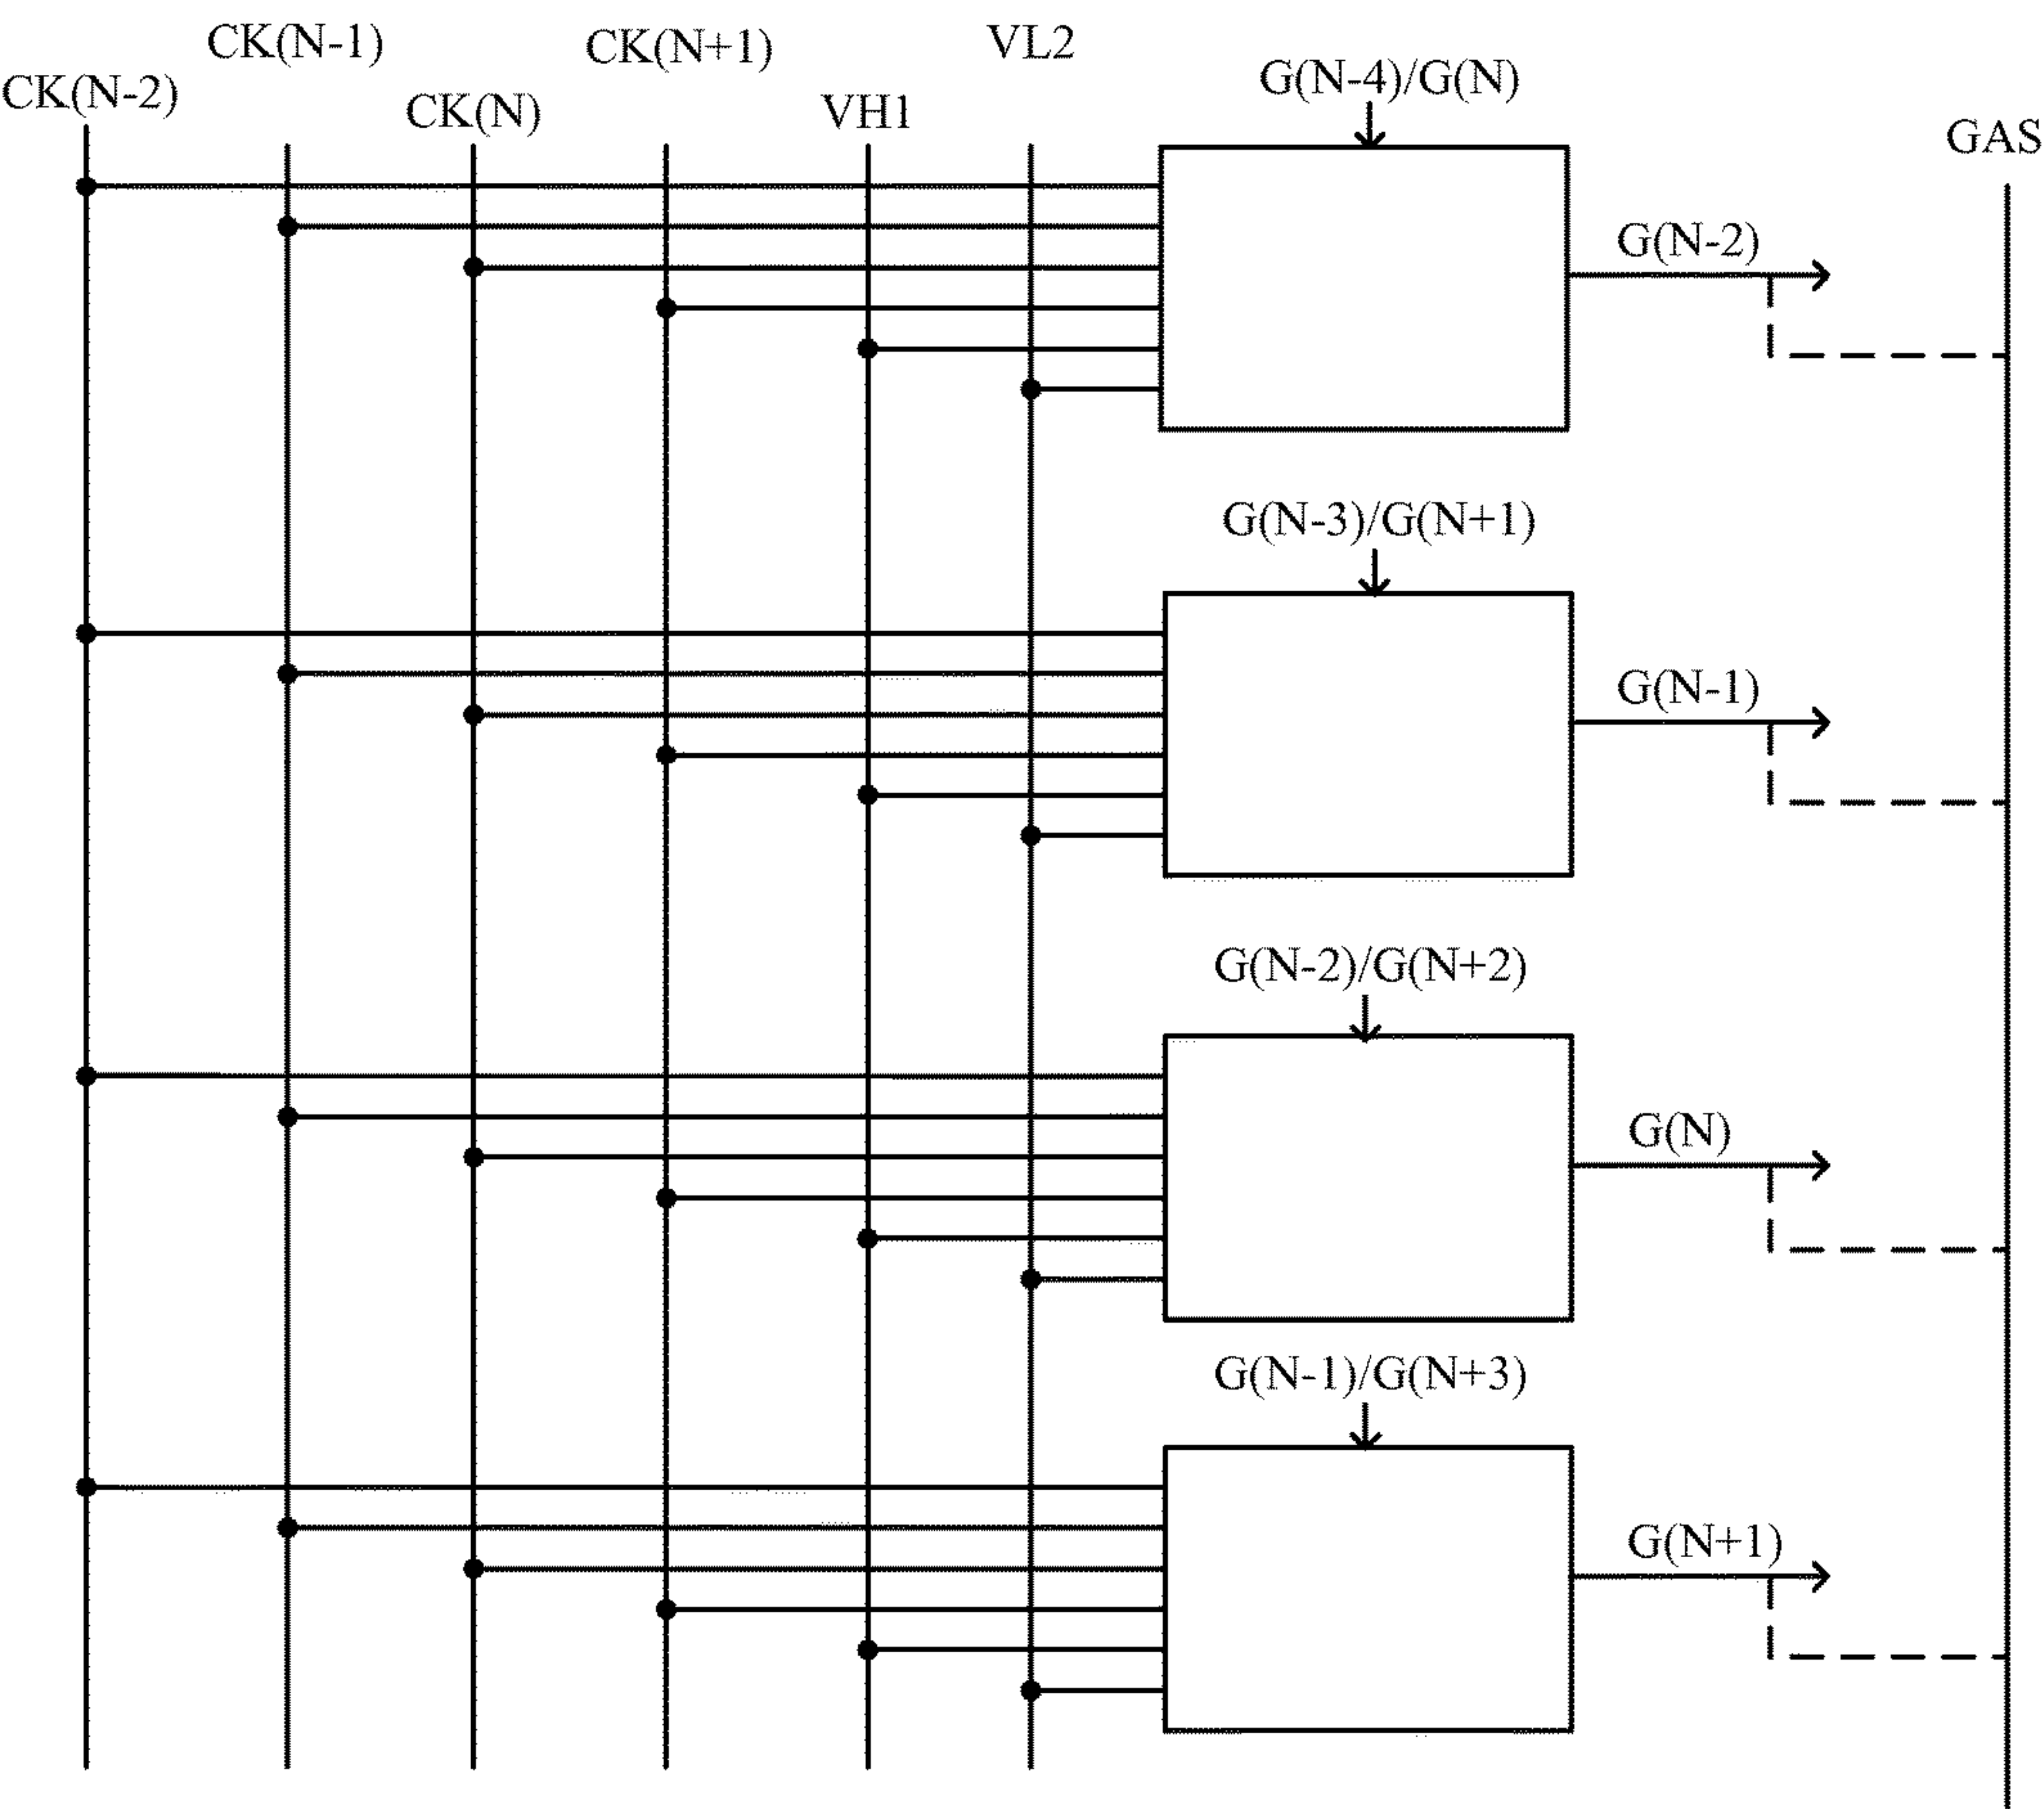 CK(N-2)
CK(N-1)
CK(N)
CK(N+1)
VH1
VL2
G(N-4)/G(N)
GAS
G(N-2)
G(N-3)/G(N+1)
G(N-1)
G(N-2)/G(N+2)
G(N)
G(N-1)/G(N+3)
G(N+1)